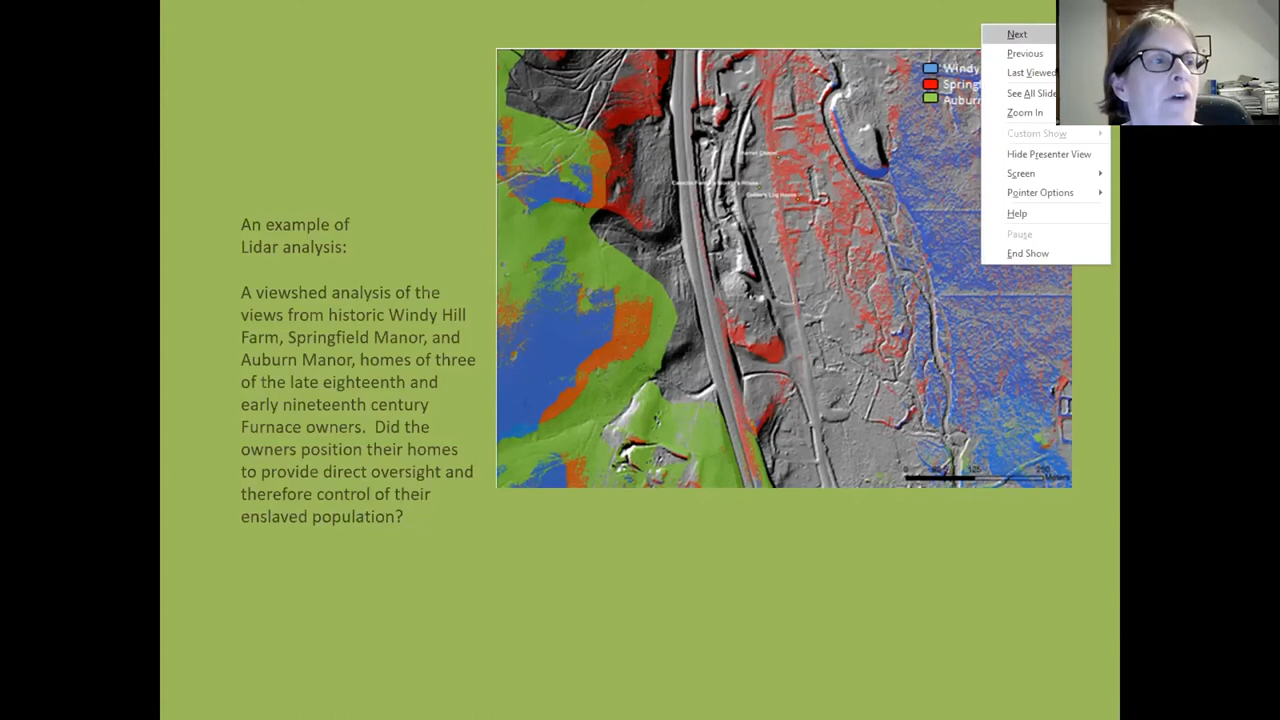 An example of
Lidar analysis:
A viewshed analysis of the
views from historic Windy Hill
Farm, Springfield Manor, and
Auburn Manor, homes of three
of the late eighteenth and
early nineteenth century
Furnace owners. Did the
owners position their homes
to provide direct oversight and
therefore control of their
enslaved population?
Windy
Spring
Auburn
Next
Previous
Last Viewed
See All Slide
Zoom In
Custom Show
Hide Presenter View
Screen
Pointer Options
Help
Pause
End Show
0
125
250